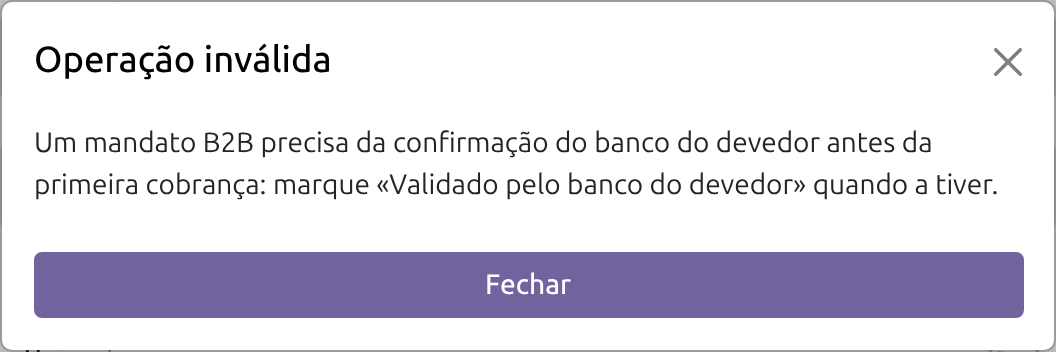 Operação inválida
Um mandato B2B precisa da confirmação do banco do devedor antes da
primeira cobrança: marque «Validado pelo banco do devedor» quando a tiver.
Fechar